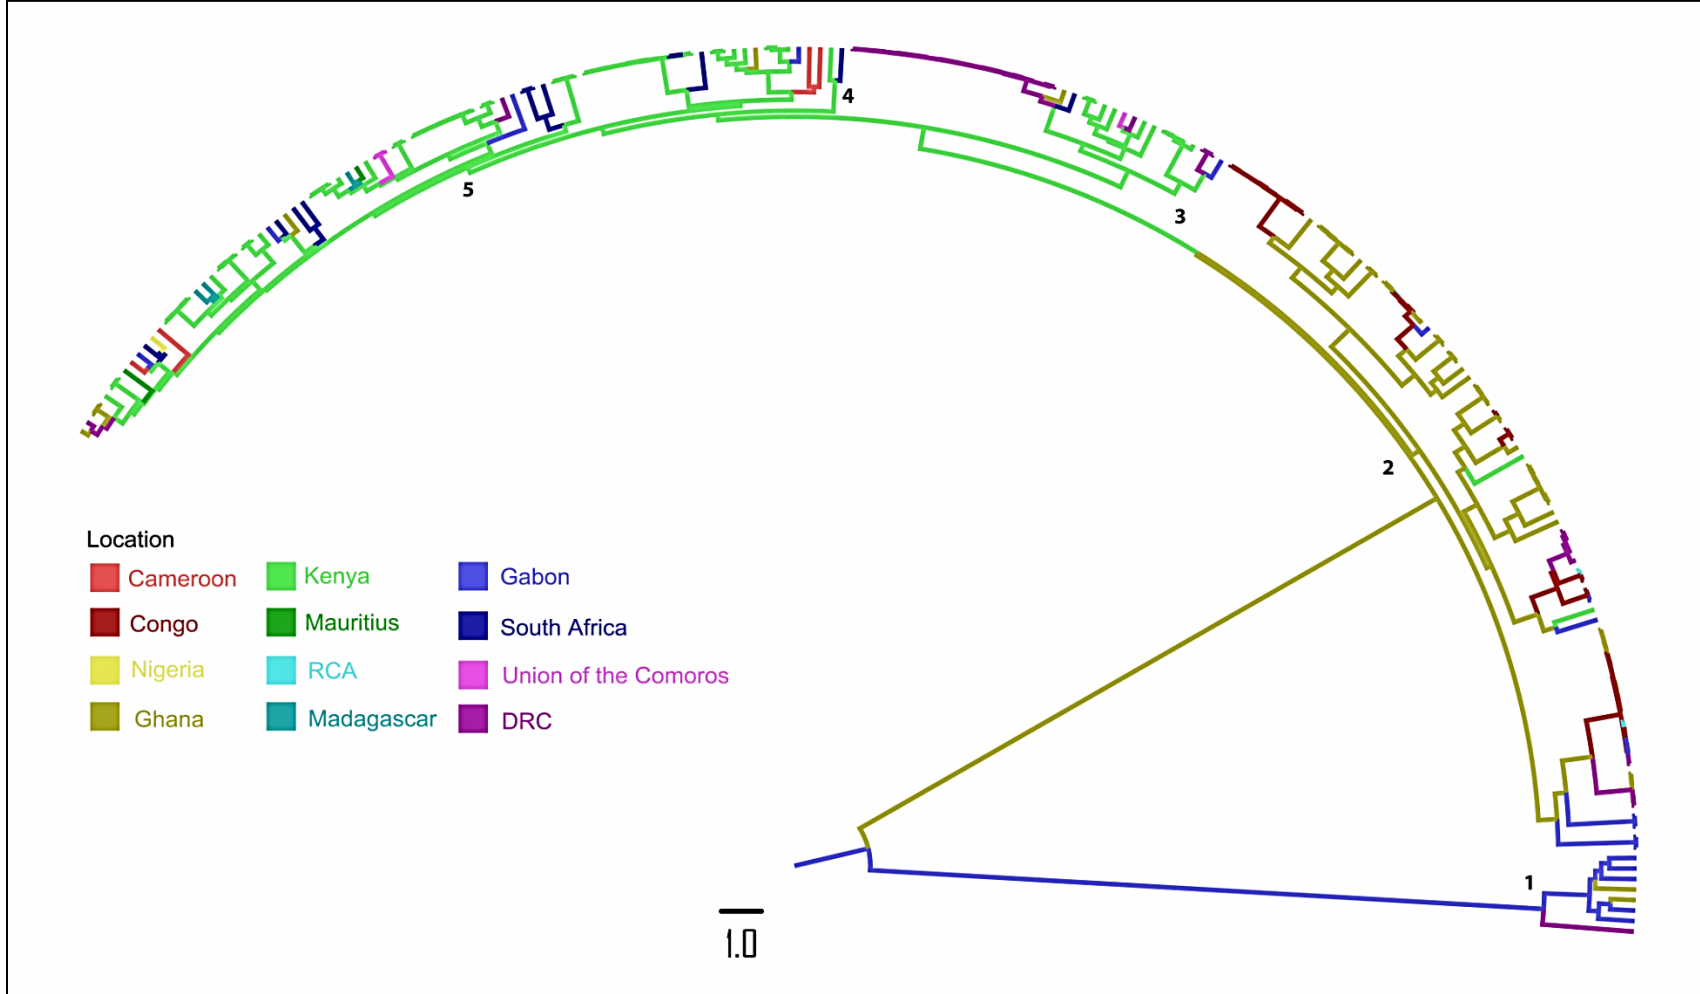 4
5
3
2
Location
Cameroon Kenya Gabon
Congo Mauritius South Africa
Nigeria RCA Union of the Comoros
Ghana Madagascar DRC
1
1.0